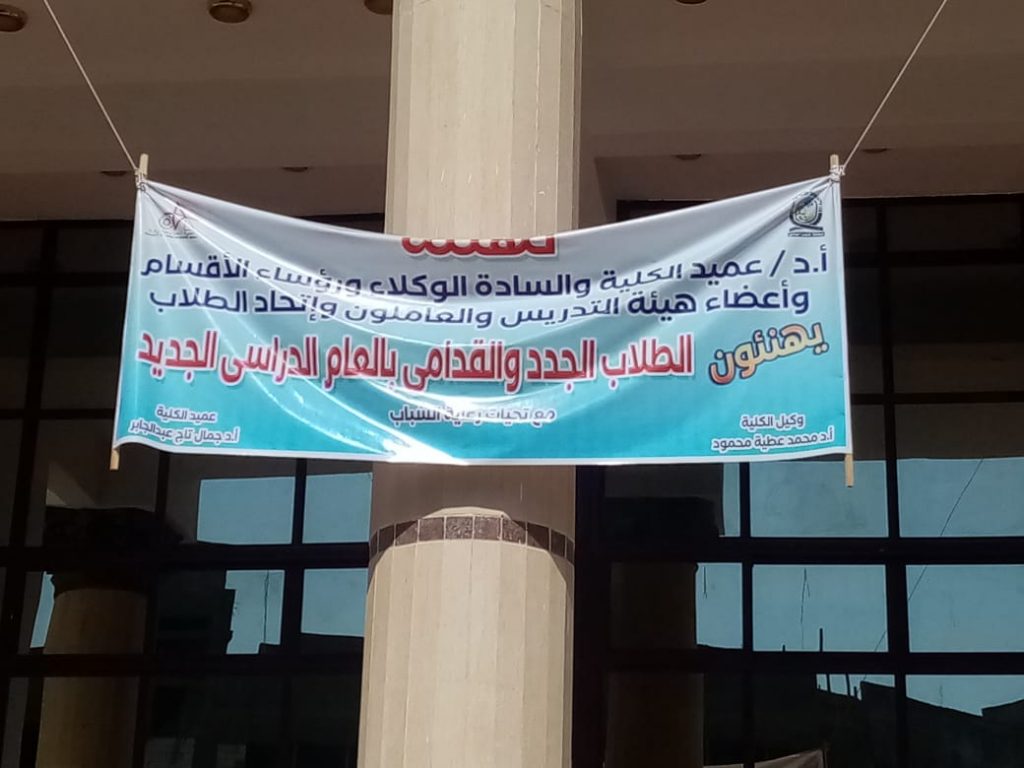 تهنئة
أ.د/ عميد الكلية والسادة الوكلاء ورؤساء الأقسام
وأعضاء هيئة التدريس والعاملون وإتحاد الطلاب
يهنئون الطلاب الجدد والقدامى بالعام الدراسى الجديد
مع تحيات رعاية الشباب
وكيل الكلية
أ.د محمد عطية محمود
عميد الكلية
أ.د جمال تاج عبدالجابر